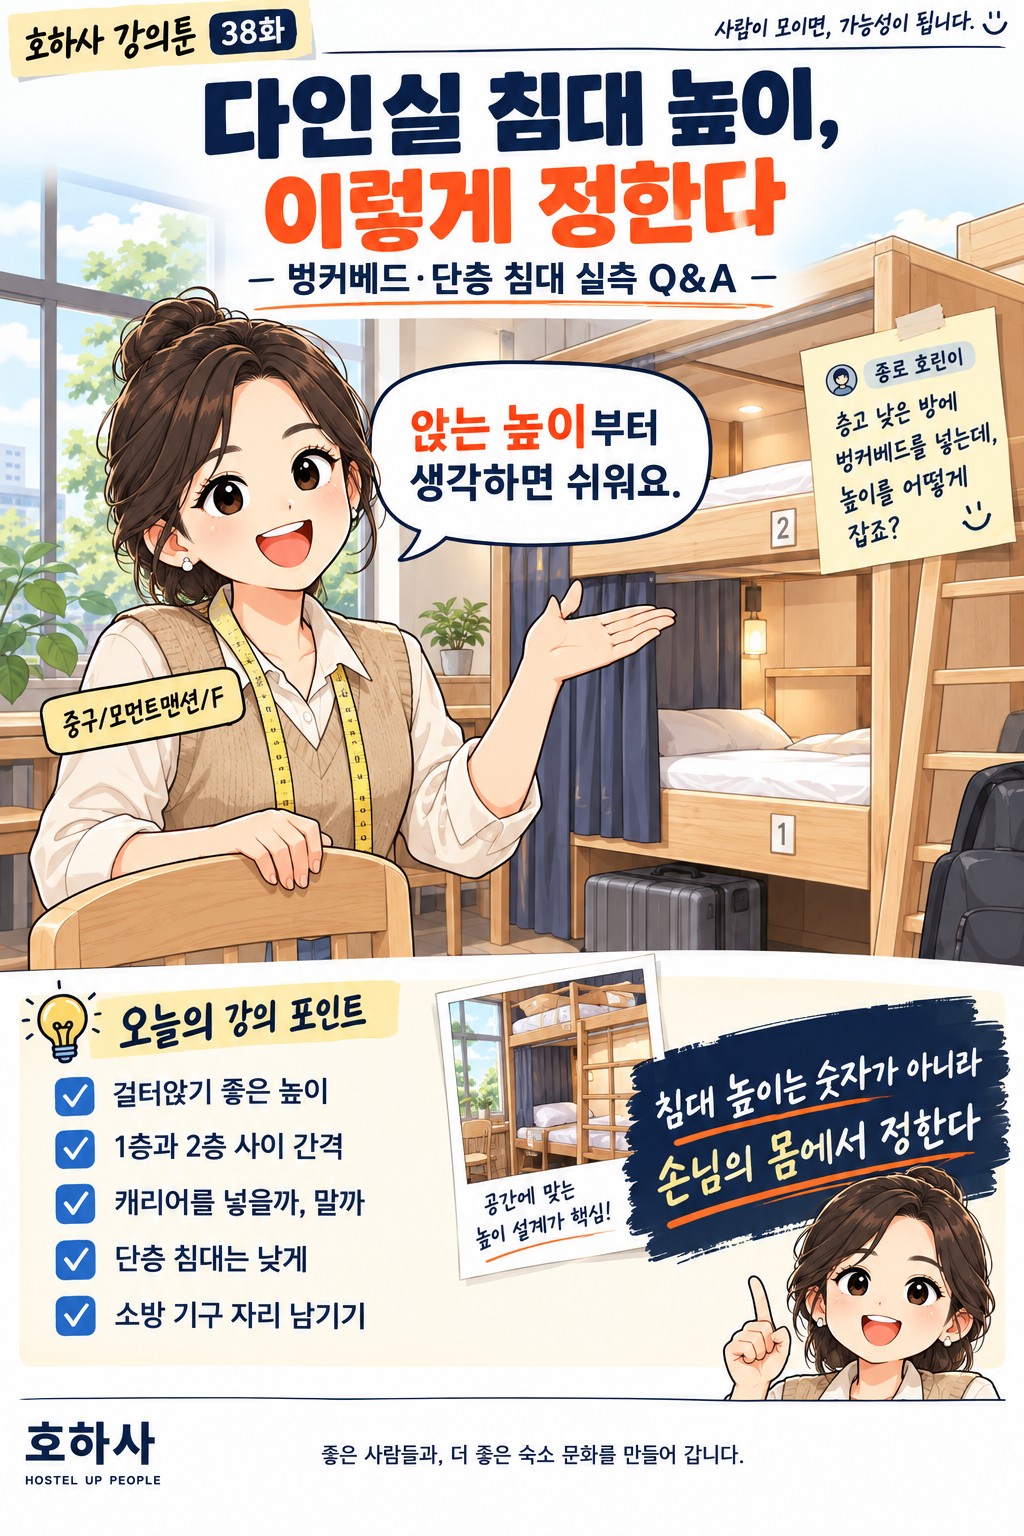 호하사 강의툰 38화
사람이 모이면, 가능성이 됩니다.
다인실 침대 높이,
이렇게 정한다
– 벙커베드·단층 침대 실측 Q&A –
앉는 높이부터
생각하면 쉬워요.
종로 호린이
층고 낮은 방에
벙커베드를 넣는데,
높이를 어떻게
잡죠?
2
중구/모먼트맨션/F
1
오늘의 강의 포인트
걸터앉기 좋은 높이
1층과 2층 사이 간격
캐리어를 넣을까, 말까
단층 침대는 낮게
소방 기구 자리 남기기
공간에 맞는
높이 설계가 핵심!
침대 높이는 숫자가 아니라
손님의 몸에서 정한다
호하사
HOSTEL UP PEOPLE
좋은 사람들과, 더 좋은 숙소 문화를 만들어 갑니다.